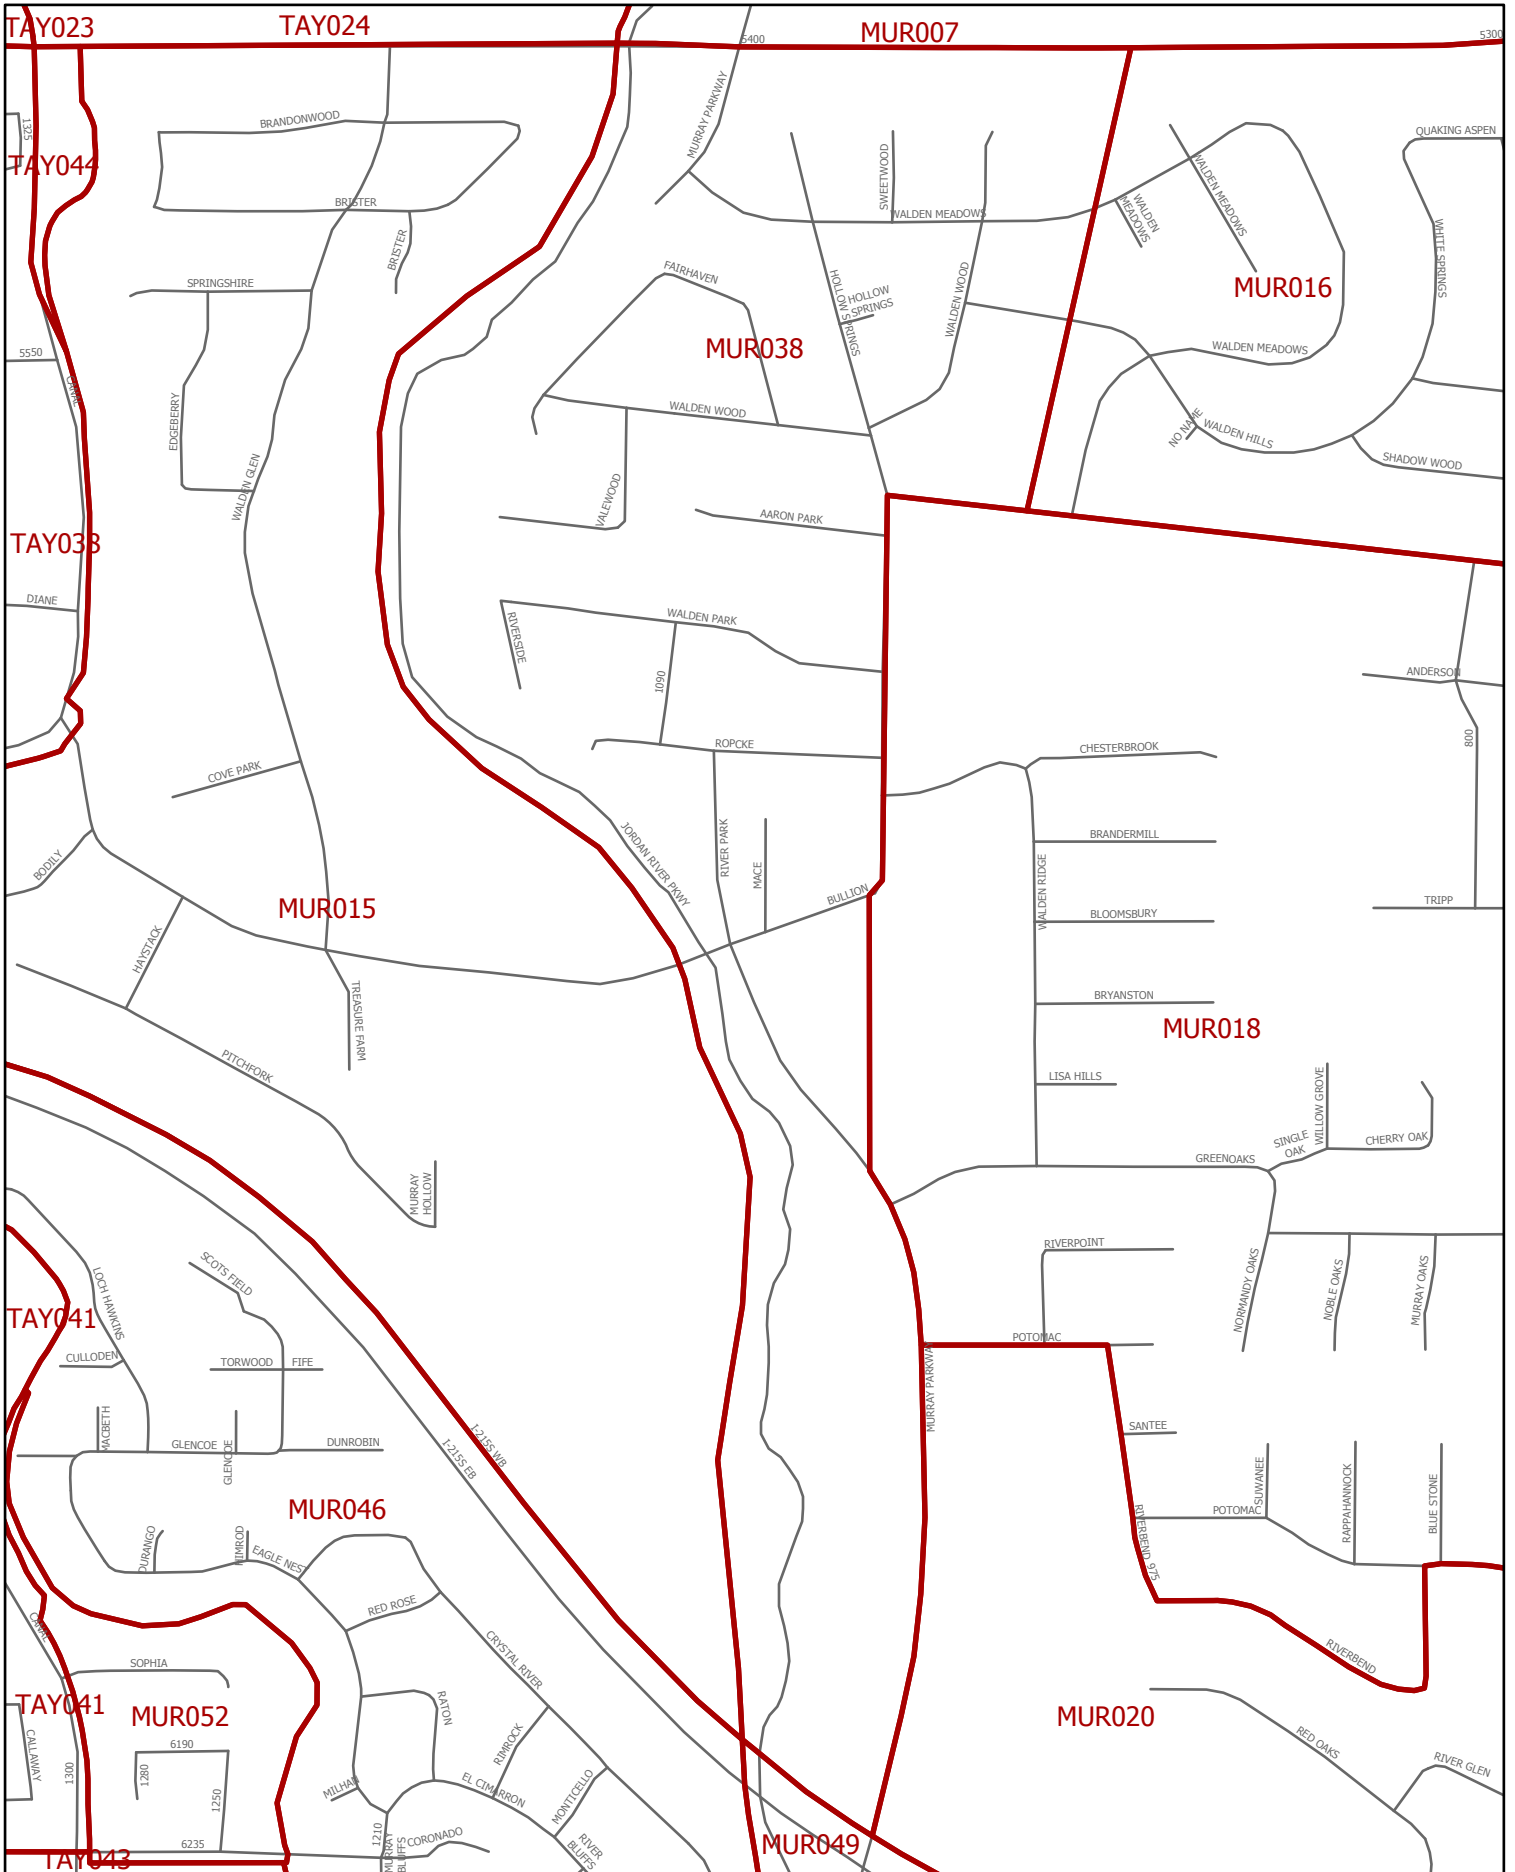 TAY023
TAY024
MUR007
5400
5300
MURRAY PARKWAY
1325
BRANDONWOOD
QUAKING ASPEN
TAY044
SWEETWOOD
WALDEN MEADOWS
WALDEN
MEADOWS
WALDEN MEADOWS
BRISTER
BRISTER
WHITE SPRINGS
FAIRHAVEN
SPRINGSHIRE
HOLLOW SPRINGS
HOLLOW
SPRINGS
WALDEN WOOD
MUR016
5550
CANAL
MUR038
WALDEN MEADOWS
EDGEBERRY
WALDEN WOOD
NO NAME
WALDEN HILLS
SHADOW WOOD
WALDEN GLEN
VALEWOOD
AARON PARK
TAY038
DIANE
RIVERSIDE
WALDEN PARK
1090
ANDERSON
800
ROPCKE
CHESTERBROOK
COVE PARK
JORDAN RIVER PKWY
RIVER PARK
MACE
BRANDERMILL
BODILY
BULLION
WALDEN RIDGE
TRIPP
MUR015
BLOOMSBURY
HAYSTACK
TREASURE FARM
BRYANSTON
MUR018
PITCHFORK
LISA HILLS
WILLOW GROVE
SINGLE
OAK
CHERRY OAK
GREENOAKS
MURRAY
HOLLOW
RIVERPOINT
SCOTS FIELD
LOCH HAWKINS
NORMANDY OAKS
NOBLE OAKS
MURRAY OAKS
TAY041
POTOMAC
CULLODEN
TORWOOD
FIFE
MURRAY PARKWAY
MACBETH
GLENCOE
GLENCOE
DUNROBIN
I-215S WB
I-215S EB
SANTEE
SUWANEE
RAPPAHANNOCK
BLUE STONE
MUR046
POTOMAC
RIVERBEND
975
DURANGO
NIMROD
EAGLE NEST
RED ROSE
CANAL
CRYSTAL RIVER
RIVERBEND
SOPHIA
TAY041
MUR052
RATON
MUR020
CALLAWAY
RIMROCK
RED OAKS
6190
RIVER GLEN
1300
1280
1250
MILHAN
EL CIMARRON
MONTICELLO
6235
1210
MURRAY
BLUFFS
CORONADO
RIVER
BLUFFS
MUR049
TAY043